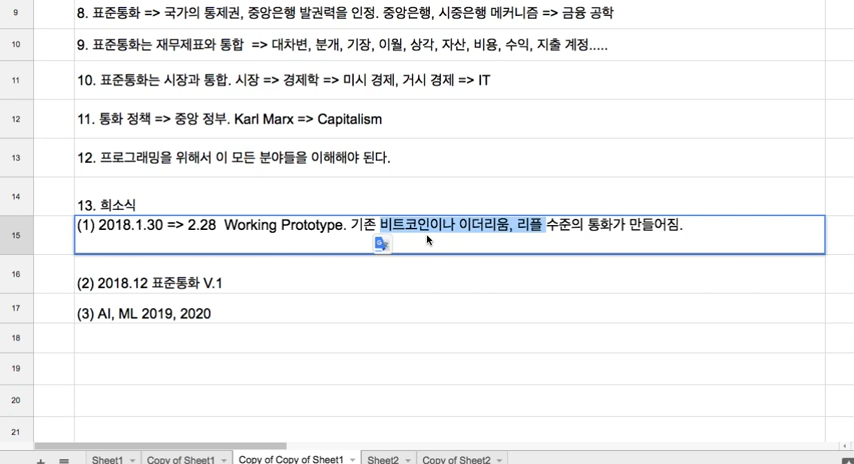 9
8. 표준통화 => 국가의 통제권, 중앙은행 발권력을 인정. 중앙은행, 시중은행 메커니즘 => 금융 공학
10
9. 표준통화는 재무제표와 통합 => 대차변, 분개, 기장, 이월, 상각, 자산, 비용, 수익, 지출 계정.....
11
10. 표준통화는 시장과 통합. 시장 => 경제학 => 미시 경제, 거시 경제 => IT
12
11. 통화 정책 => 중앙 정부. Karl Marx => Capitalism
13
12. 프로그래밍을 위해서 이 모든 분야들을 이해해야 된다.
14
13. 희소식
15
(1) 2018.1.30 => 2.28 Working Prototype. 기존 비트코인이나 이더리움, 리플 수준의 통화가 만들어짐.
16
(2) 2018.12 표준통화 V.1
17
(3) AI, ML 2019, 2020
18
19
20
21
Sheet1 Copy of Sheet1 Copy of Copy of Sheet1 Sheet2 Copy of Sheet2